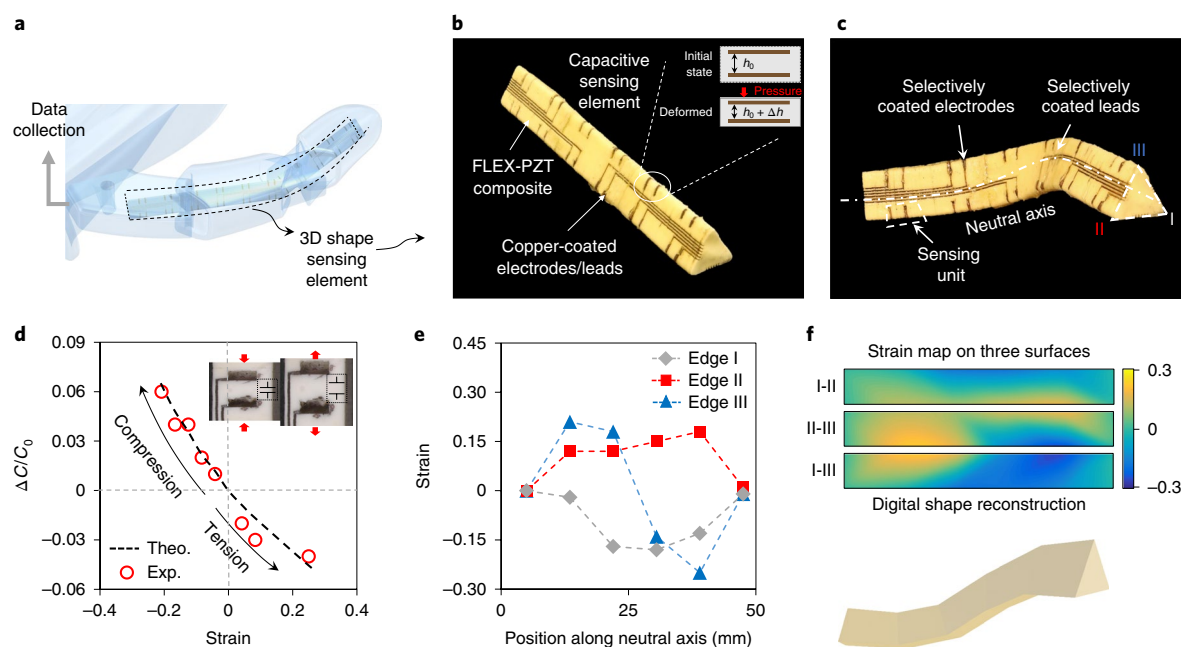 a
Data
collection
3D shape
sensing
element
b
Capacitive
sensing
element
FLEX-PZT
composite
Copper-coated
electrodes/leads
Initial
state
h0
Pressure
Deformed
h0 + Δh
c
Selectively
coated electrodes
Selectively
coated leads
III
Neutral axis
II
I
Sensing
unit
d
0.09
0.06
0.03
0
–0.03
–0.06
ΔC/C0
Compression
Tension
Theo.
Exp.
–0.4
–0.2
0
0.2
0.4
Strain
e
0.45
0.30
0.15
0
–0.15
–0.30
Strain
Edge I
Edge II
Edge III
0
25
50
Position along neutral axis (mm)
f
Strain map on three surfaces
I-II
II-III
I-III
0.3
0
–0.3
Digital shape reconstruction